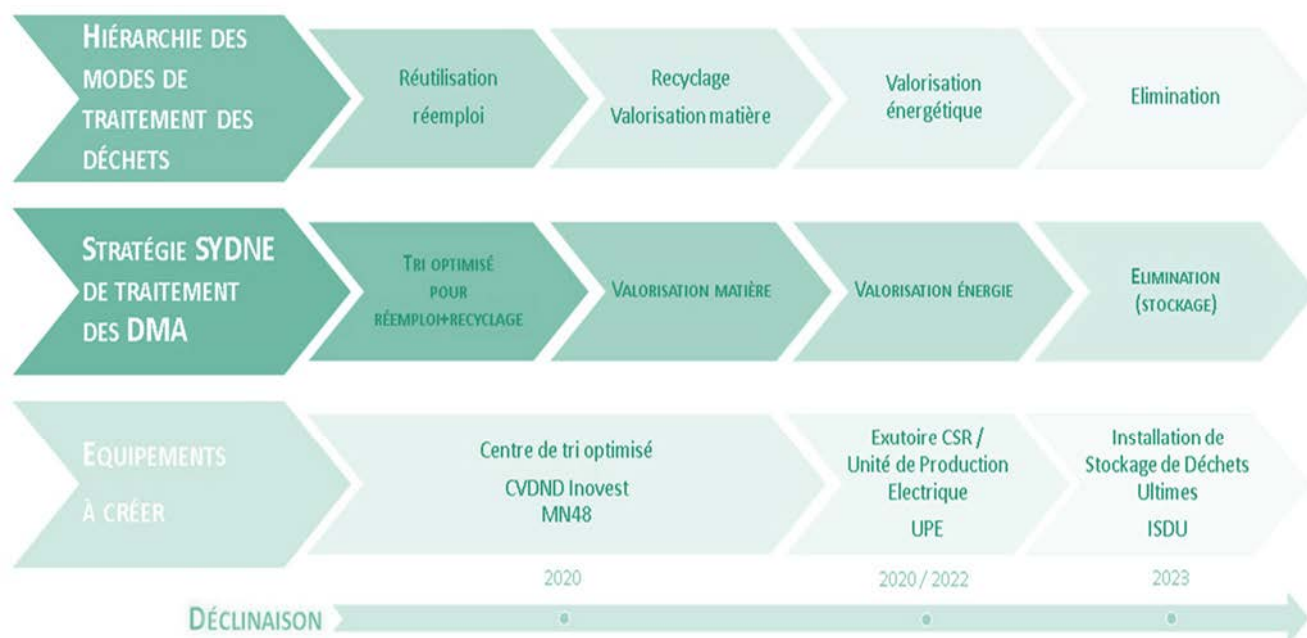 HIÉRARCHIE DES
MODES DE
TRAITEMENT DES
DÉCHETS
Réutilisation
réemploi
Recyclage
Valorisation matière
Valorisation
énergétique
Elimination
STRATÉGIE SYDNE
DE TRAITEMENT
DES DMA
TRI OPTIMISÉ
POUR
RÉEMPLOI+RECYCLAGE
VALORISATION MATIÈRE
VALORISATION ÉNERGIE
ELIMINATION
(STOCKAGE)
EQUIPEMENTS
À CRÉER
Centre de tri optimisé
CVDND Inovest
MN48
Exutoire CSR /
Unité de Production
Electrique
UPE
Installation de
Stockage de Déchets
Ultimes
ISDU
2020
2020 / 2022
2023
DÉCLINAISON